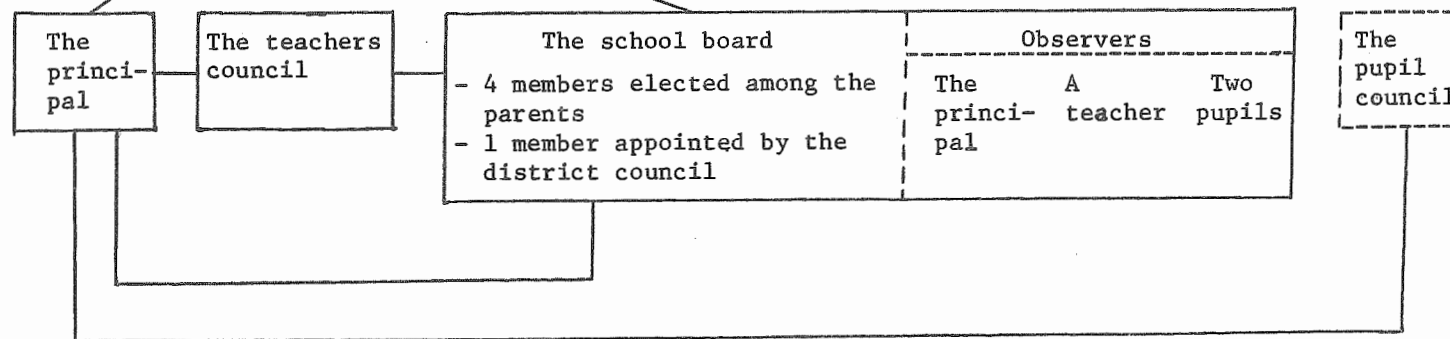 The
princi-
pal
The teachers
council
The school board
- 4 members elected among the
parents
- 1 member appointed by the
district council
Observers
The
princi-
pal
A
teacher
Two
pupils
The
pupil
council